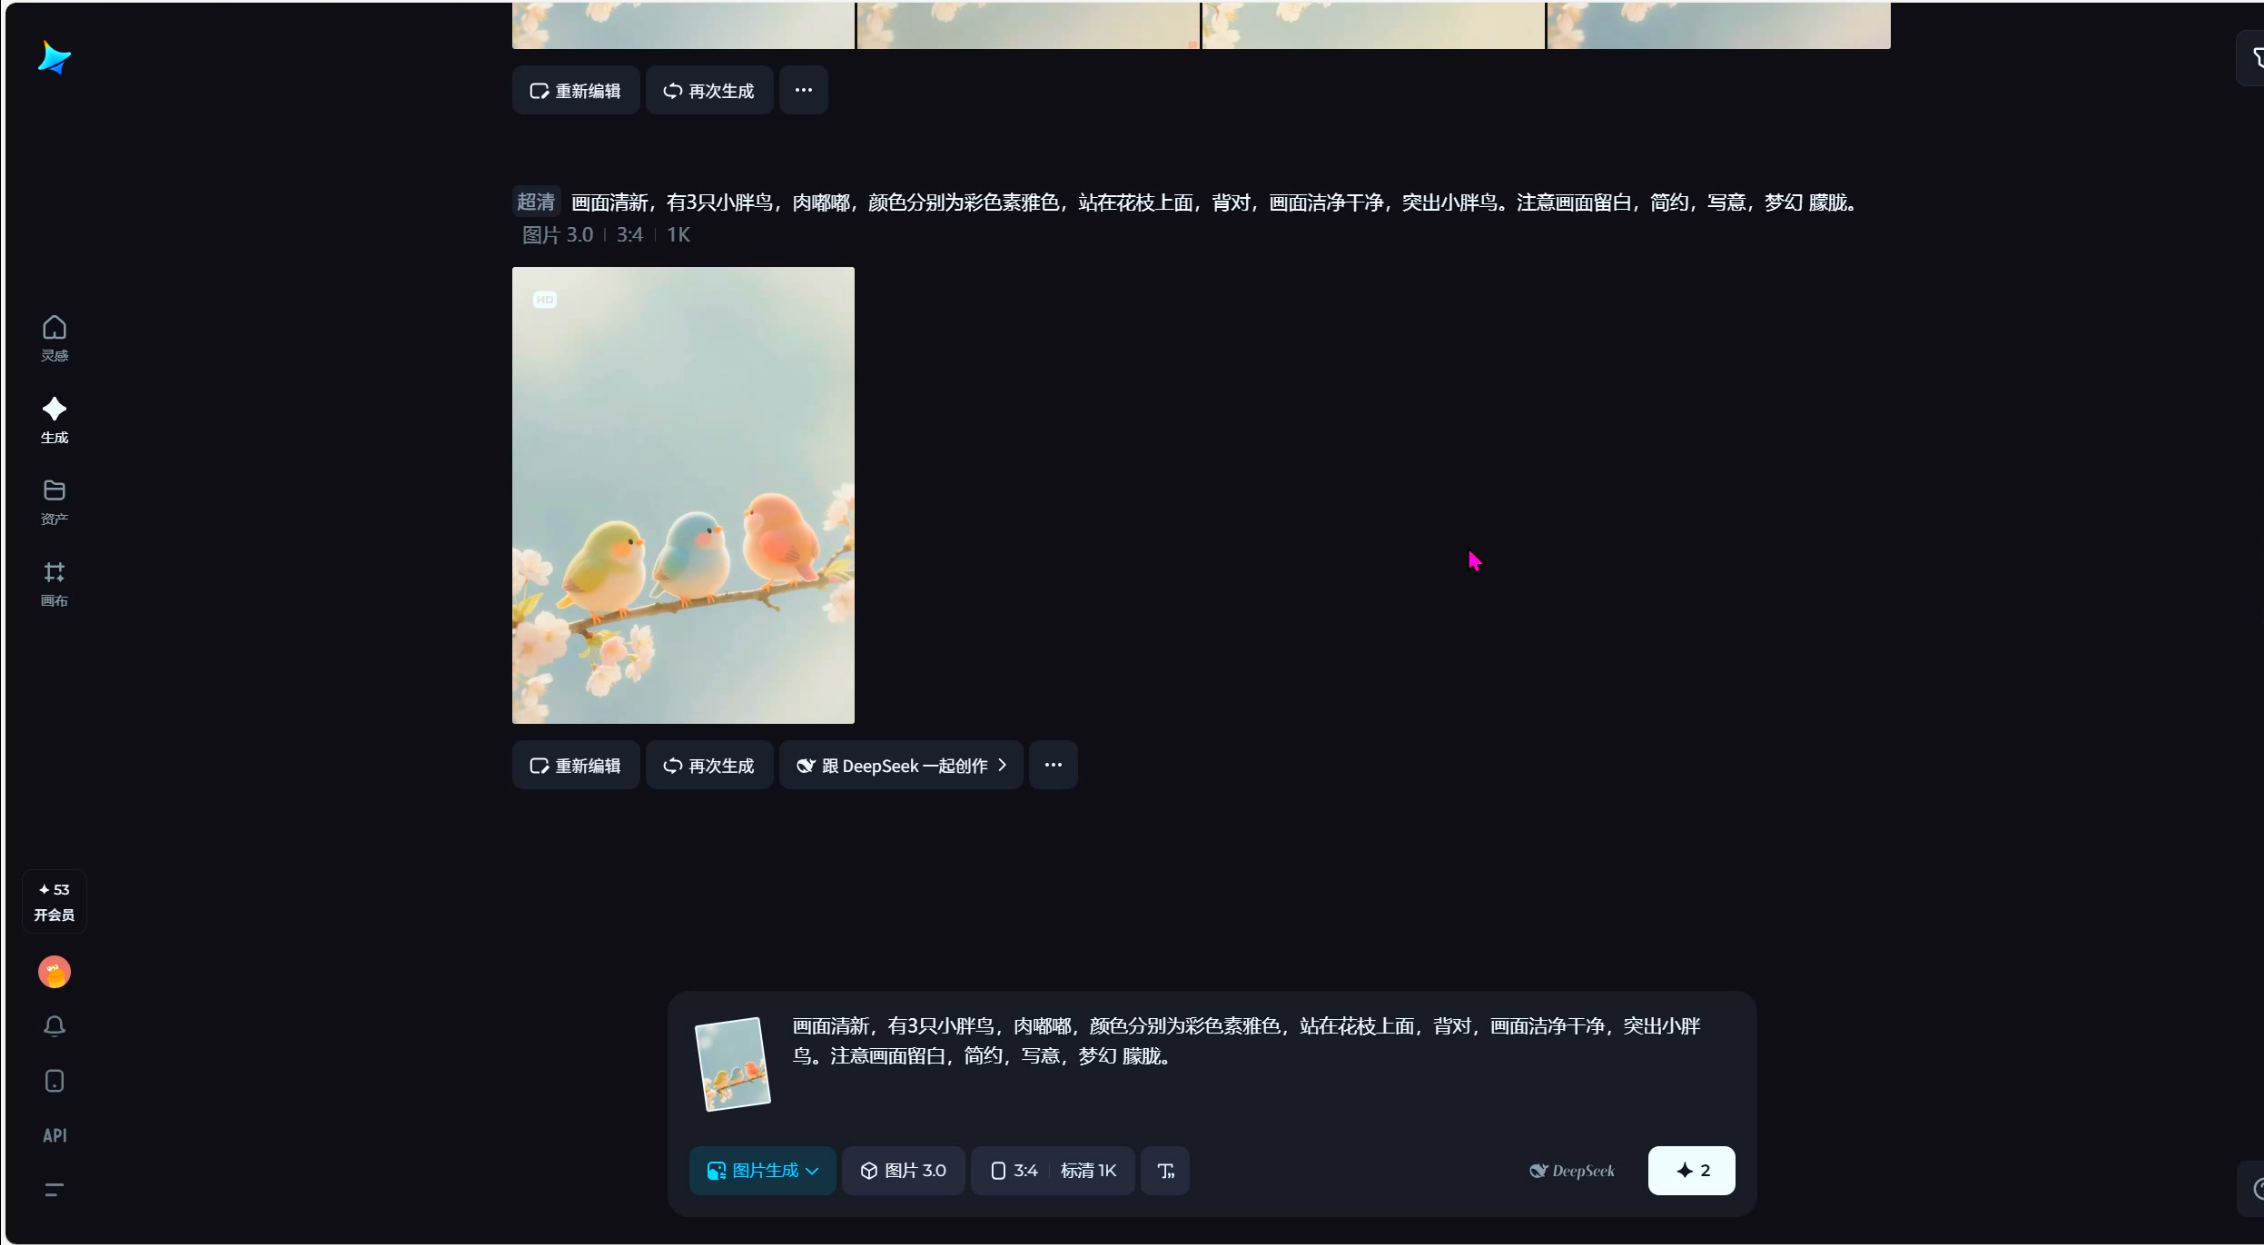 重新编辑
再次生成
超清 画面清新，有3只小胖鸟，肉嘟嘟，颜色分别为彩色素雅色，站在花枝上面，背对，画面洁净干净，突出小胖鸟。注意画面留白，简约，写意，梦幻 朦胧。
图片 3.0 | 3:4 | 1K
HD
灵感
生成
资产
画布
重新编辑
再次生成
跟 DeepSeek 一起创作
53
开会员
API
画面清新，有3只小胖鸟，肉嘟嘟，颜色分别为彩色素雅色，站在花枝上面，背对，画面洁净干净，突出小胖
鸟。注意画面留白，简约，写意，梦幻 朦胧。
图片生成
图片 3.0
3:4 | 标清 1K
DeepSeek
2